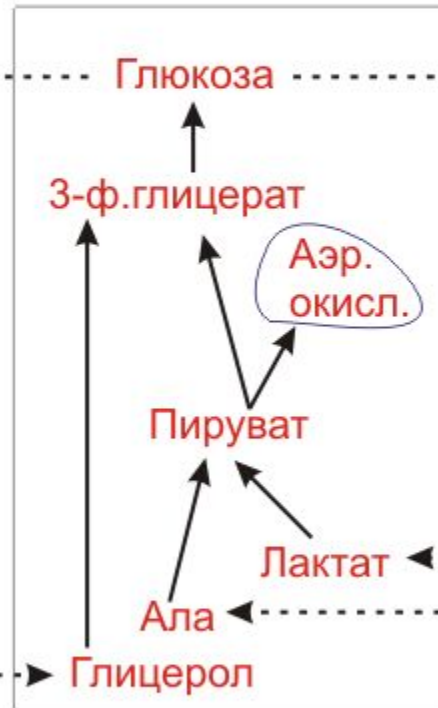 Глюкоза
3-ф.глицерат
Аэр.
окисл.
Пируват
Лактат
Ала
Глицерол